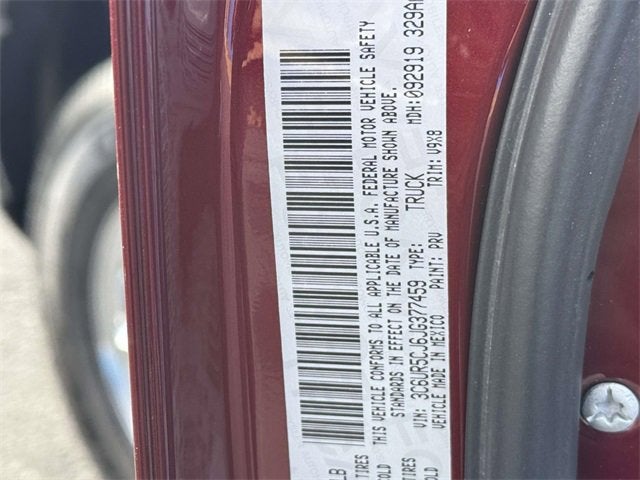 LB
TIRES
COLD
THIS VEHICLE CONFORMS TO ALL APPLICABLE U.S.A. FEDERAL MOTOR VEHICLE SAFETY
STANDARDS IN EFFECT ON THE DATE OF MANUFACTURE SHOWN ABOVE.
TIRES
OLD
VIN: 3C6UR5CJ6JG377459 TYPE: TRUCK MDH:092919 329A
VEHICLE MADE IN MEXICO PAINT: PRV TRIM: V9X8